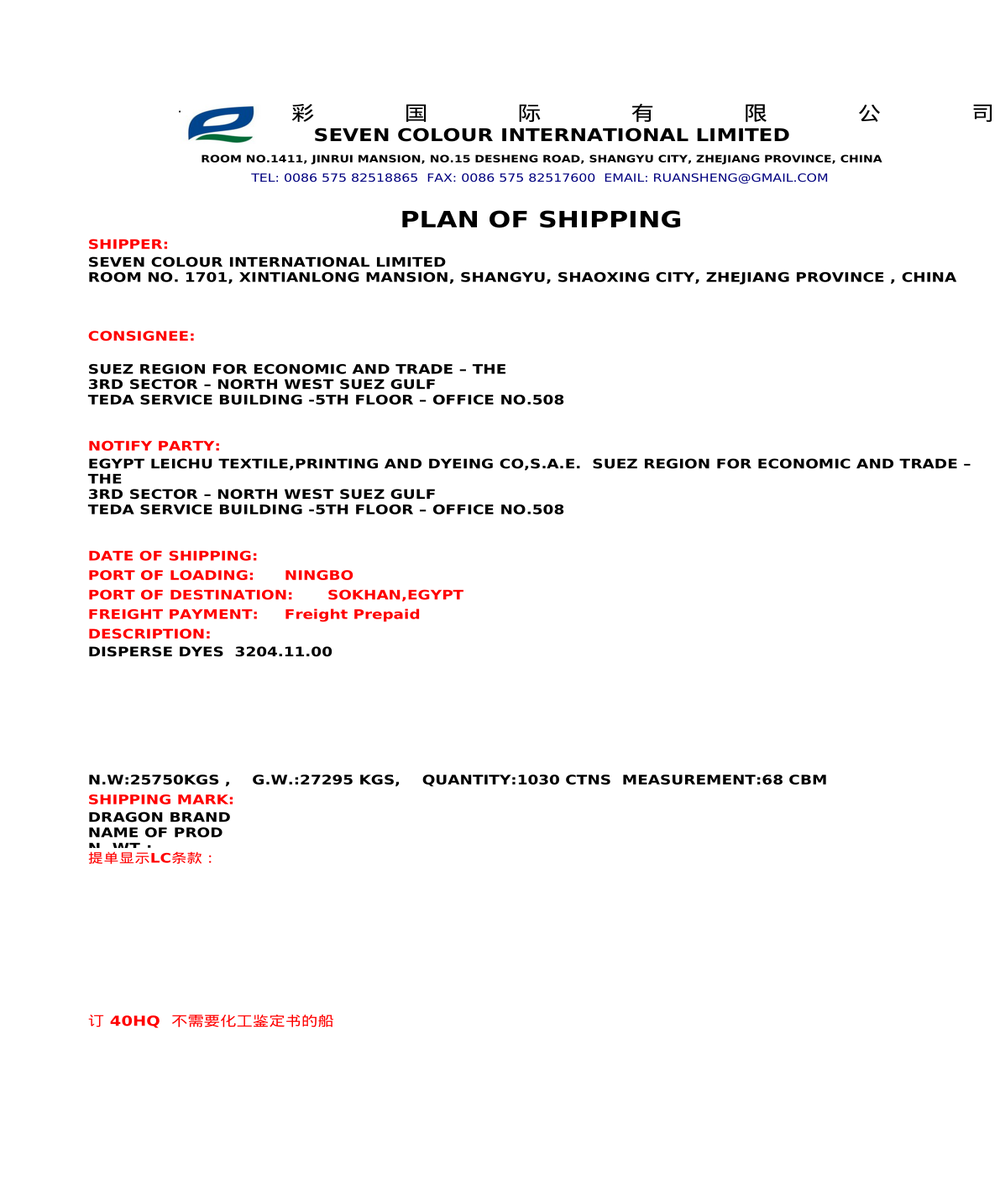 彩 国 际 有 限 公 司
SEVEN COLOUR INTERNATIONAL LIMITED
ROOM NO.1411, JINRUI MANSION, NO.15 DESHENG ROAD, SHANGYU CITY, ZHEJIANG PROVINCE, CHINA
TEL: 0086 575 82518865 FAX: 0086 575 82517600 EMAIL: RUANSHENG@GMAIL.COM
PLAN OF SHIPPING
SHIPPER:
SEVEN COLOUR INTERNATIONAL LIMITED
ROOM NO. 1701, XINTIANLONG MANSION, SHANGYU, SHAOXING CITY, ZHEJIANG PROVINCE , CHINA
CONSIGNEE:
SUEZ REGION FOR ECONOMIC AND TRADE – THE
3RD SECTOR – NORTH WEST SUEZ GULF
TEDA SERVICE BUILDING -5TH FLOOR – OFFICE NO.508
NOTIFY PARTY:
EGYPT LEICHU TEXTILE,PRINTING AND DYEING CO,S.A.E. SUEZ REGION FOR ECONOMIC AND TRADE –
THE
3RD SECTOR – NORTH WEST SUEZ GULF
TEDA SERVICE BUILDING -5TH FLOOR – OFFICE NO.508
DATE OF SHIPPING:
PORT OF LOADING: NINGBO
PORT OF DESTINATION: SOKHAN,EGYPT
FREIGHT PAYMENT: Freight Prepaid
DESCRIPTION:
DISPERSE DYES 3204.11.00
N.W:25750KGS , G.W.:27295 KGS, QUANTITY:1030 CTNS MEASUREMENT:68 CBM
SHIPPING MARK:
DRAGON BRAND
NAME OF PROD
N. WT :
提单显示LC条款：
订 40HQ 不需要化工鉴定书的船